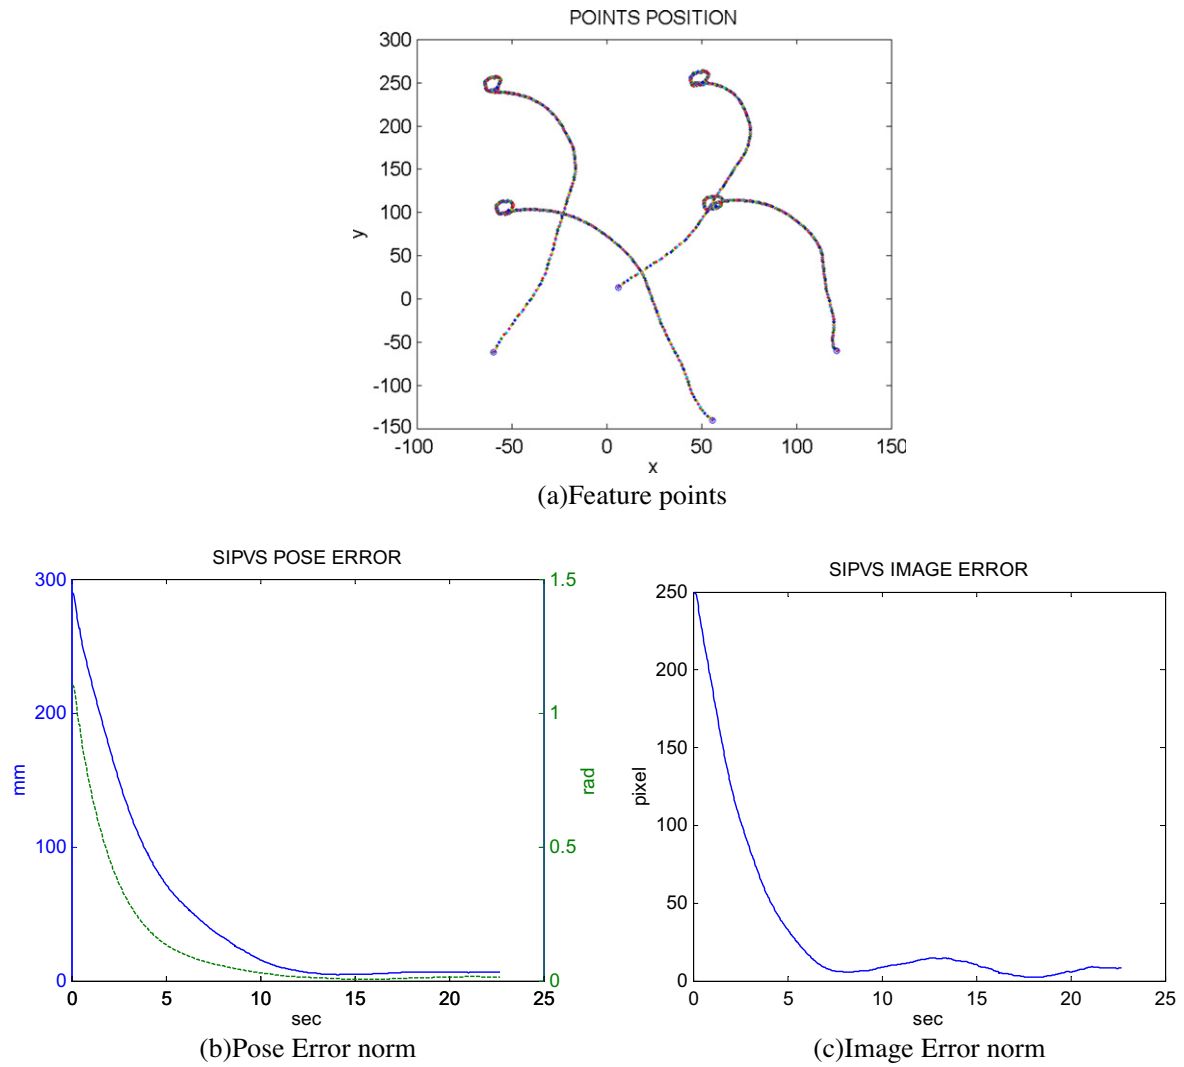 POINTS POSITION
300
250
200
150
100
50
0
-50
-100
-150
y
-100 -50 0 50 100 150
x
(a)Feature points
SIPVS POSE ERROR
300
200
100
0
mm
1.5
1
0.5
0
rad
0 5 10 15 20 25
sec
(b)Pose Error norm
SIPVS IMAGE ERROR
250
200
150
100
50
0
pixel
0 5 10 15 20 25
sec
(c)Image Error norm